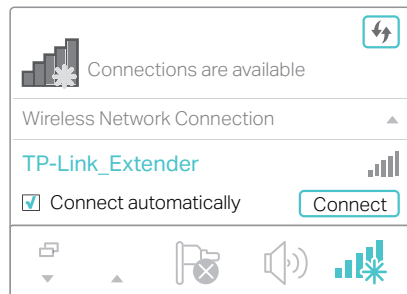 Connections are available
Wireless Network Connection
TP-Link_Extender
Connect automatically
Connect